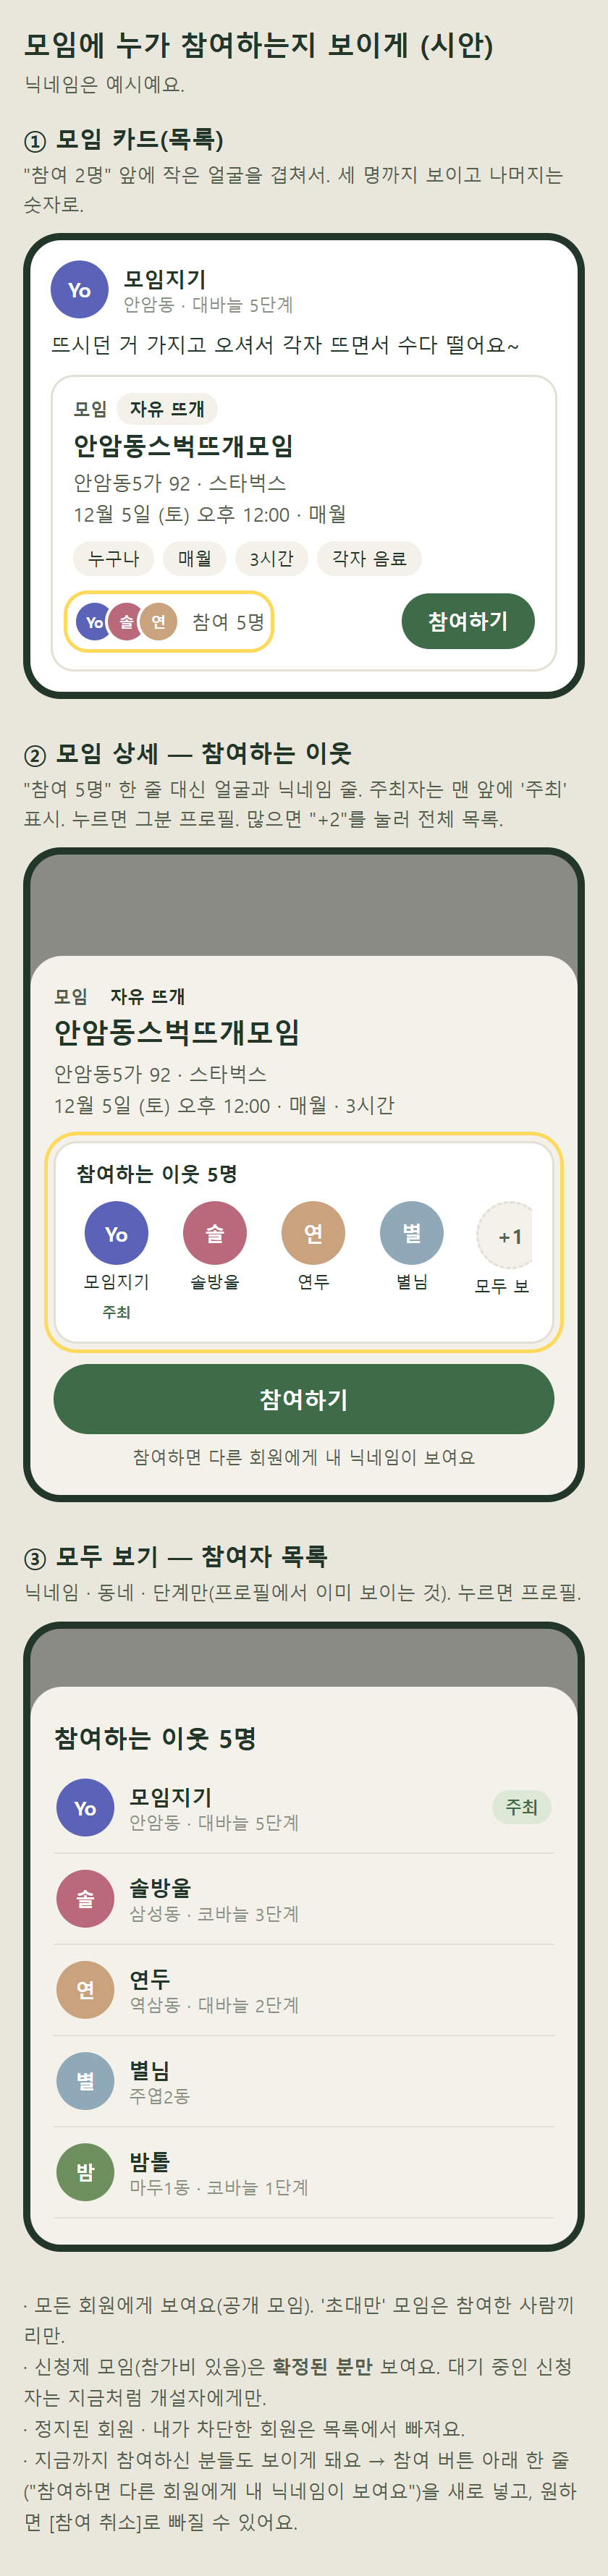 모임에 누가 참여하는지 보이게 (시안)
닉네임은 예시예요.
① 모임 카드(목록)
"참여 2명" 앞에 작은 얼굴을 겹쳐서. 세 명까지 보이고 나머지는
숫자로.
Yo
모임지기
안암동 · 대바늘 5단계
뜨시던 거 가지고 오셔서 각자 뜨면서 수다 떨어요~
모임 자유 뜨개
안암동스벅뜨개모임
안암동5가 92 · 스타벅스
12월 5일 (토) 오후 12:00 · 매월
누구나 매월 3시간 각자 음료
Yo 솔 연 참여 5명 참여하기
② 모임 상세 — 참여하는 이웃
"참여 5명" 한 줄 대신 얼굴과 닉네임 줄. 주최자는 맨 앞에 '주최'
표시. 누르면 그분 프로필. 많으면 "+2"를 눌러 전체 목록.
모임 자유 뜨개
안암동스벅뜨개모임
안암동5가 92 · 스타벅스
12월 5일 (토) 오후 12:00 · 매월 · 3시간
참여하는 이웃 5명
Yo 솔 연 별 +1
모임지기 솔방울 연두 별님 모두 보
주최
참여하기
참여하면 다른 회원에게 내 닉네임이 보여요
③ 모두 보기 — 참여자 목록
닉네임 · 동네 · 단계만(프로필에서 이미 보이는 것). 누르면 프로필.
참여하는 이웃 5명
Yo
모임지기
안암동 · 대바늘 5단계
주최
솔
솔방울
삼성동 · 코바늘 3단계
연
연두
역삼동 · 대바늘 2단계
별
별님
주엽2동
밤
밤톨
마두1동 · 코바늘 1단계
· 모든 회원에게 보여요(공개 모임). '초대만' 모임은 참여한 사람끼
리만.
· 신청제 모임(참가비 있음)은 확정된 분만 보여요. 대기 중인 신청
자는 지금처럼 개설자에게만.
· 정지된 회원 · 내가 차단한 회원은 목록에서 빠져요.
· 지금까지 참여하신 분들도 보이게 돼요 → 참여 버튼 아래 한 줄
("참여하면 다른 회원에게 내 닉네임이 보여요")을 새로 넣고, 원하
면 [참여 취소]로 빠질 수 있어요.